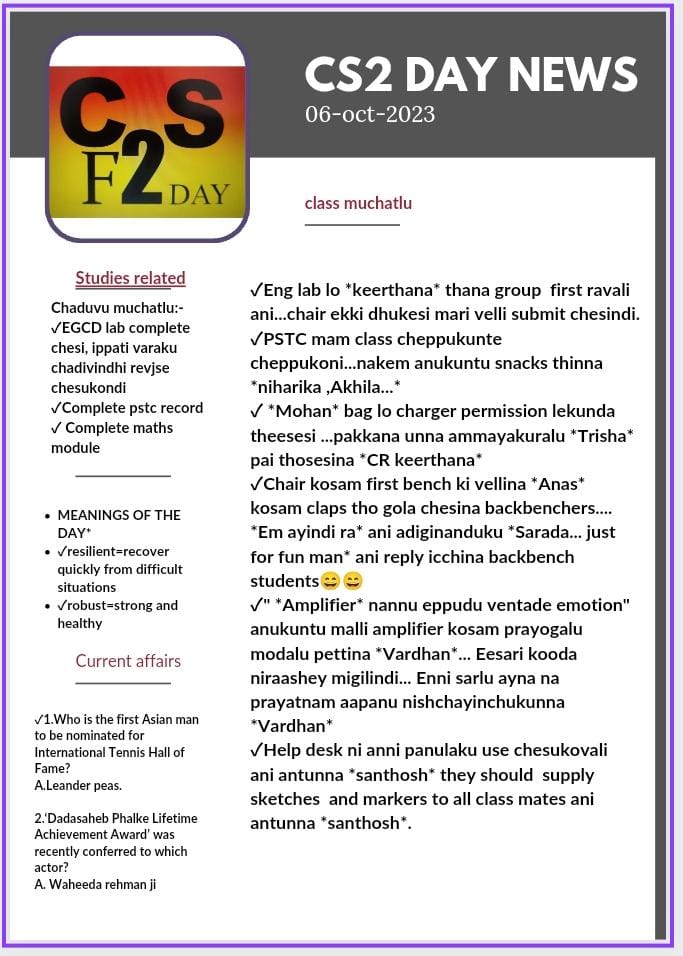 CS
F2 DAY
CS2 DAY NEWS
06-oct-2023
class muchatlu
Studies related
Chaduvu muchatlu:-
✓EGCD lab complete
chesi, ippati varaku
chadivindhi revjse
chesukondi
✓Complete pstc record
✓ Complete maths
module
• MEANINGS OF THE
DAY*
• ✓resilient=recover
quickly from difficult
situations
• ✓robust=strong and
healthy
Current affairs
✓1.Who is the first Asian man
to be nominated for
International Tennis Hall of
Fame?
A.Leander peas.
2.‘Dadasaheb Phalke Lifetime
Achievement Award’ was
recently conferred to which
actor?
A. Waheeda rehman ji
✓Eng lab lo *keerthana* thana group first ravali
ani...chair ekki dhukesi mari velli submit chesindi.
✓PSTC mam class cheppukunte
cheppukoni...nakem anukuntu snacks thinna
*niharika ,Akhila...*
✓ *Mohan* bag lo charger permission lekunda
theesesi ...pakkana unna ammayakuralu *Trisha*
pai thosesina *CR keerthana*
✓Chair kosam first bench ki vellina *Anas*
kosam claps tho gola chesina backbenchers....
*Em ayindi ra* ani adiginanduku *Sarada... just
for fun man* ani reply icchina backbench
students😄😄
✓" *Amplifier* nannu eppudu ventade emotion"
anukuntu malli amplifier kosam prayogalu
modalu pettina *Vardhan*... Eesari kooda
niraashey migilindi... Enni sarlu ayna na
prayatnam aapanu nishchayinchukunna
*Vardhan*
✓Help desk ni anni panulaku use chesukovali
ani antunna *santhosh* they should supply
sketches and markers to all class mates ani
antunna *santhosh*.